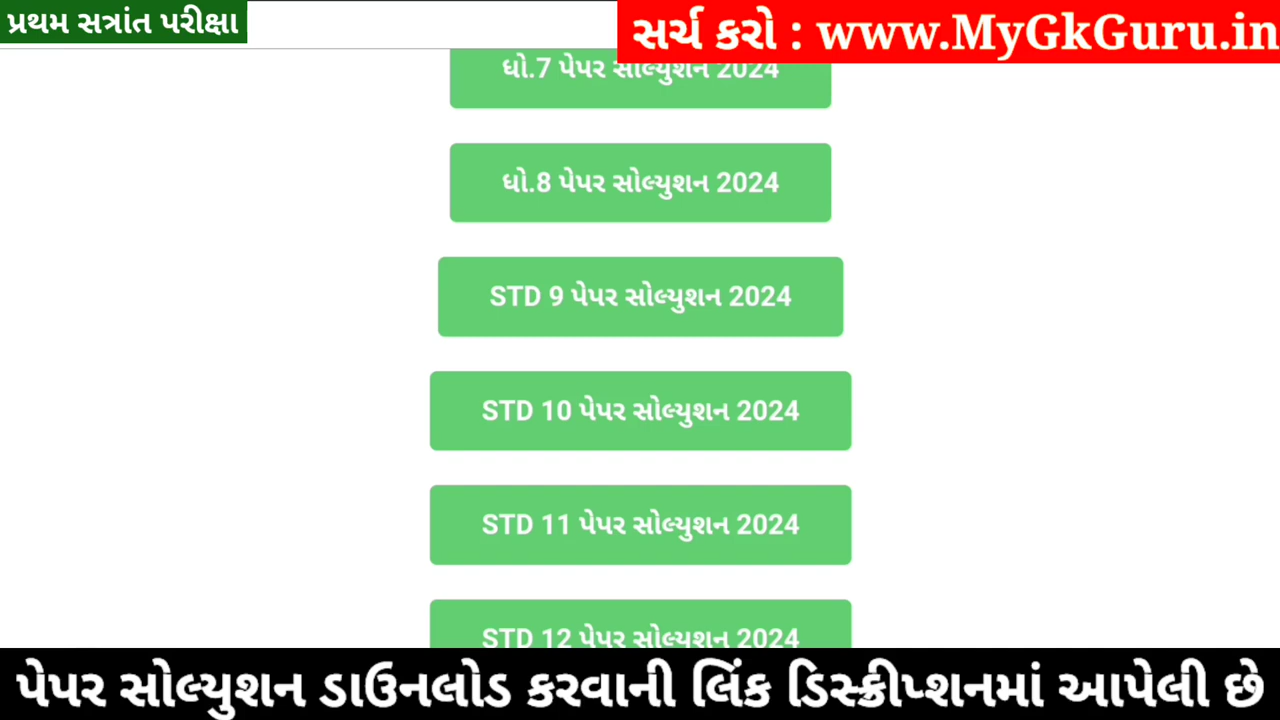 પ્રથમ સત્રાંત પરીક્ષા
સર્ચ કરો : www.MyGkGuru.in
ધો.7 પેપર સોલ્યુશન 2024
ધો.8 પેપર સોલ્યુશન 2024
STD 9 પેપર સોલ્યુશન 2024
STD 10 પેપર સોલ્યુશન 2024
STD 11 પેપર સોલ્યુશન 2024
STD 12 પેપર સોલ્યુશન 2024
પેપર સોલ્યુશન ડાઉનલોડ કરવાની લિંક ડિસ્ક્રીપ્શનમાં આપેલી છે